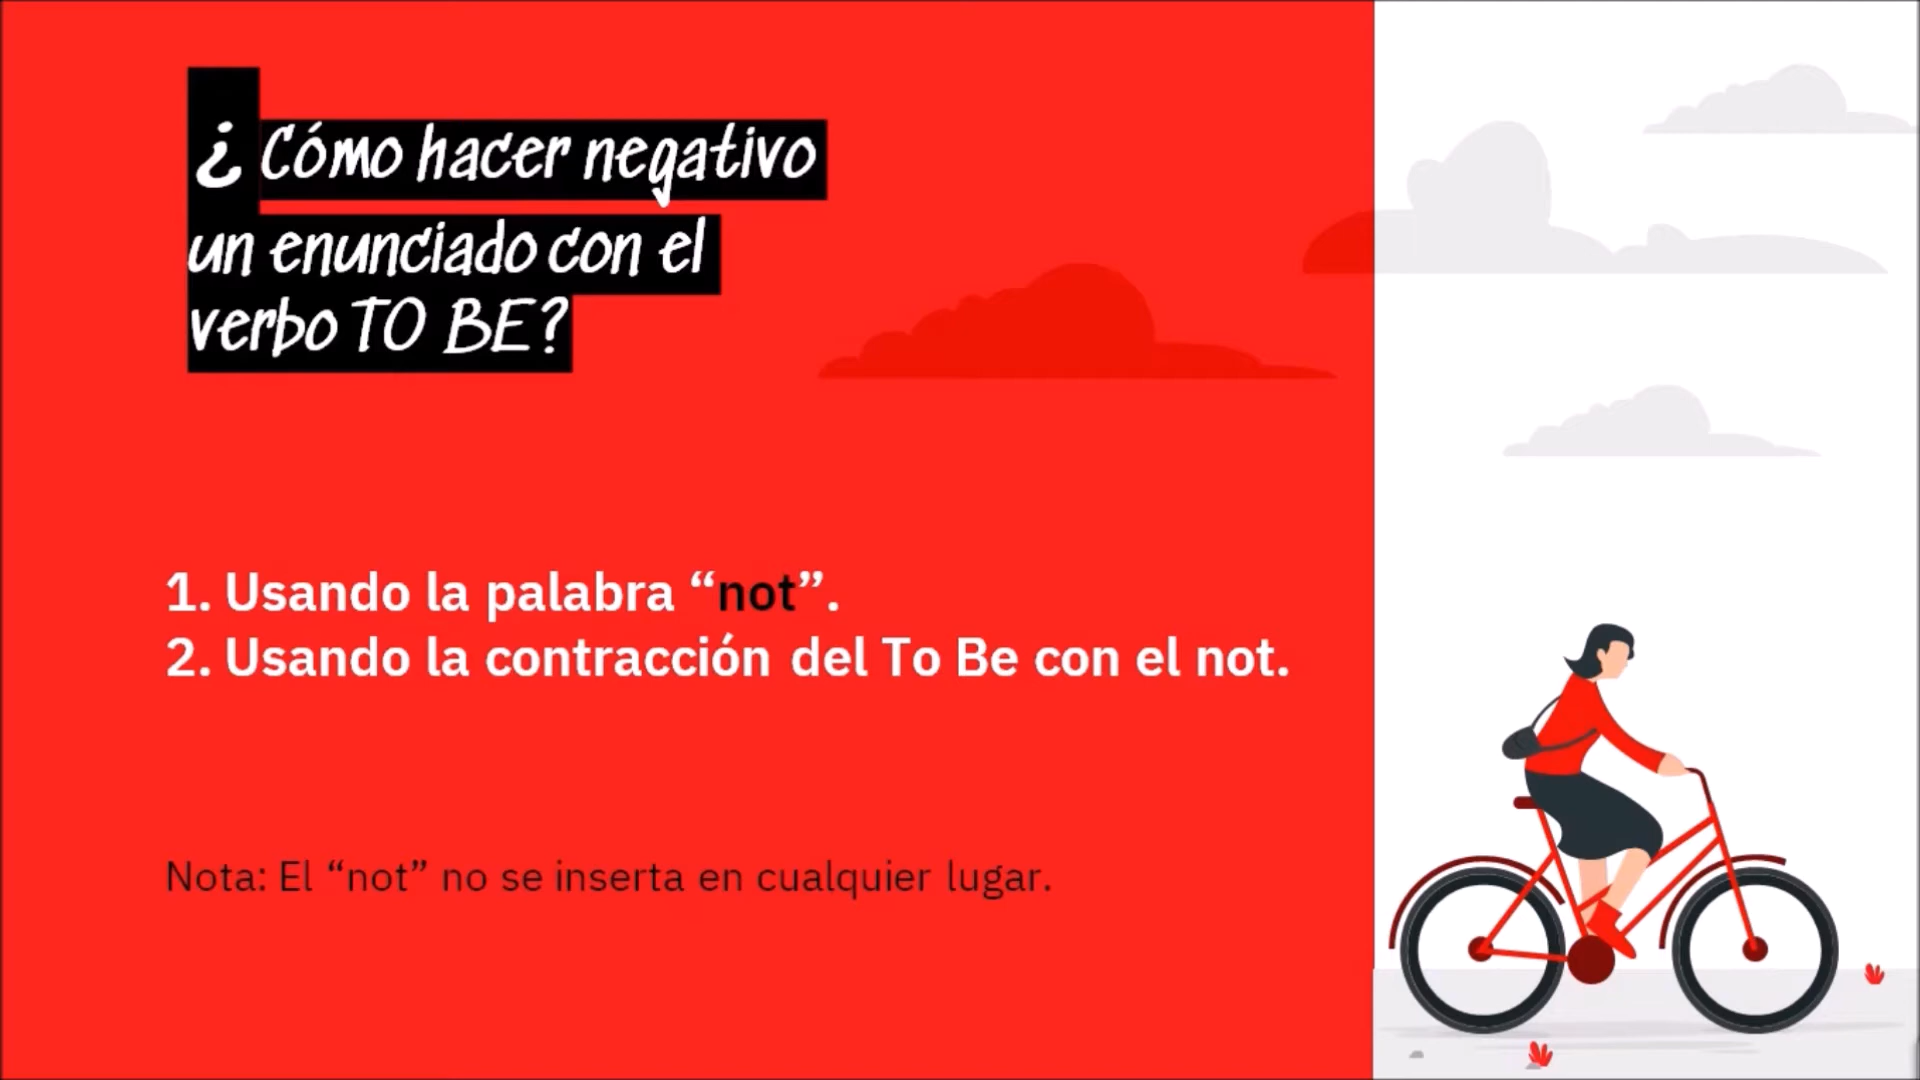 ¿Cómo hacer negativo
un enunciado con el
verbo TO BE?
1. Usando la palabra “not”.
2. Usando la contracción del To Be con el not.
Nota: El “not” no se inserta en cualquier lugar.